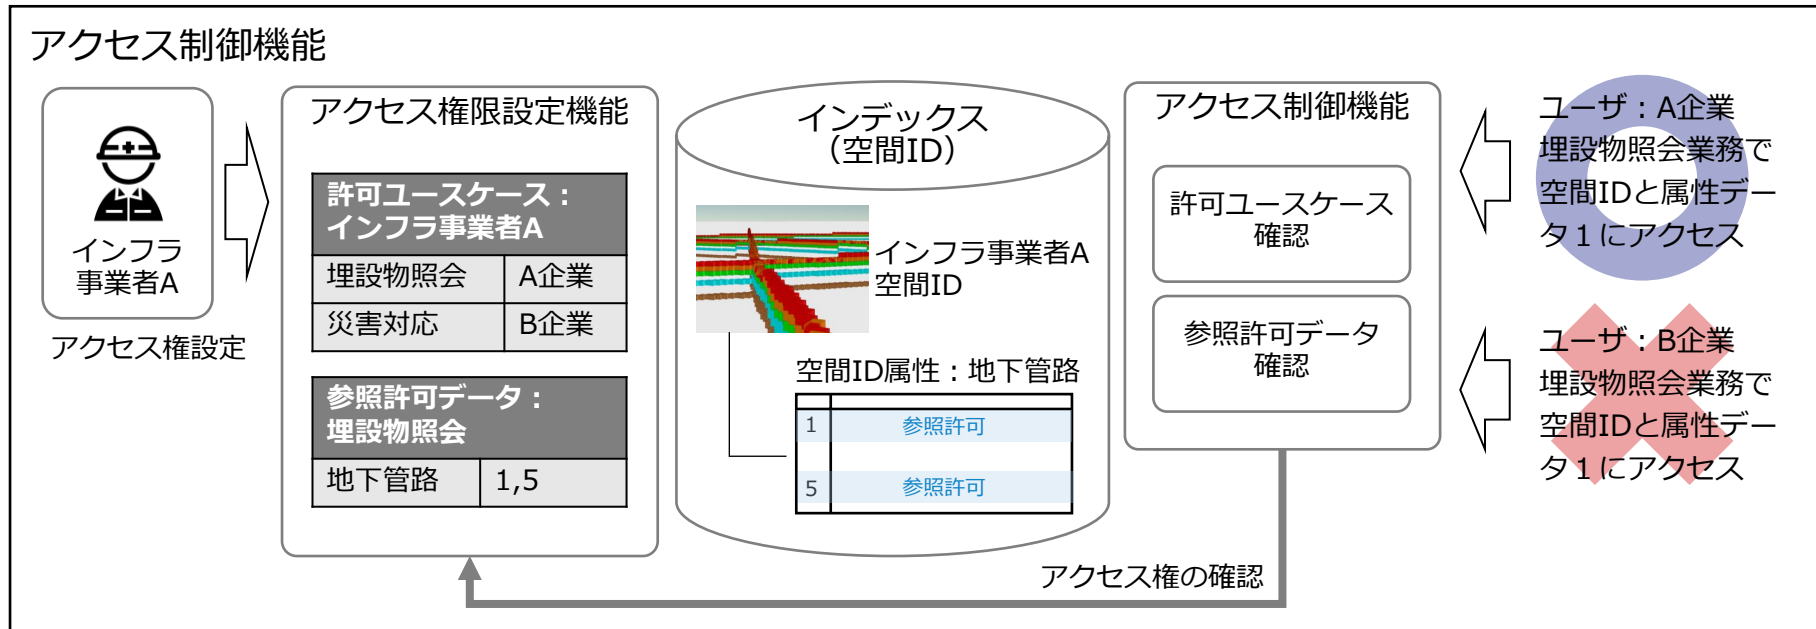 アクセス制御機能
インフラ
事業者A
アクセス権設定
アクセス権限設定機能
許可ユースケース：
インフラ事業者A
埋設物照会 A企業
災害対応 B企業
参照許可データ：
埋設物照会
地下管路 1,5
インデックス
（空間ID）
インフラ事業者A
空間ID
空間ID属性：地下管路
1 参照許可
5 参照許可
アクセス制御機能
許可ユースケース
確認
参照許可データ
確認
アクセス権の確認
ユーザ：A企業
埋設物照会業務で
空間IDと属性デー
タ１にアクセス
ユーザ：B企業
埋設物照会業務で
空間IDと属性デー
タ１にアクセス